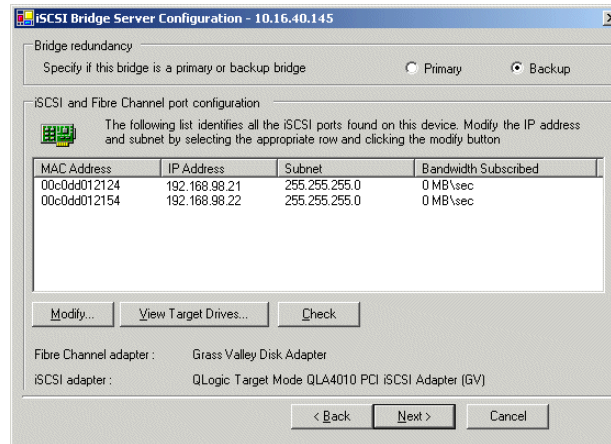 iSCSI Bridge Server Configuration - 10.16.40.145
Bridge redundancy
Specify if this bridge is a primary or backup bridge Primary Backup
iSCSI and Fibre Channel port configuration
The following list identifies all the iSCSI ports found on this device. Modify the IP address
and subnet by selecting the appropriate row and clicking the modify button
MAC Address IP Address Subnet Bandwidth Subscribed
00c0dd012124 192.168.98.21 255.255.255.0 0 MB\sec
00c0dd012154 192.168.98.22 255.255.255.0 0 MB\sec
Modify... View Target Drives... Check
Fibre Channel adapter : Grass Valley Disk Adapter
iSCSI adapter : QLogic Target Mode QLA4010 PCI iSCSI Adapter (GV)
< Back Next > Cancel